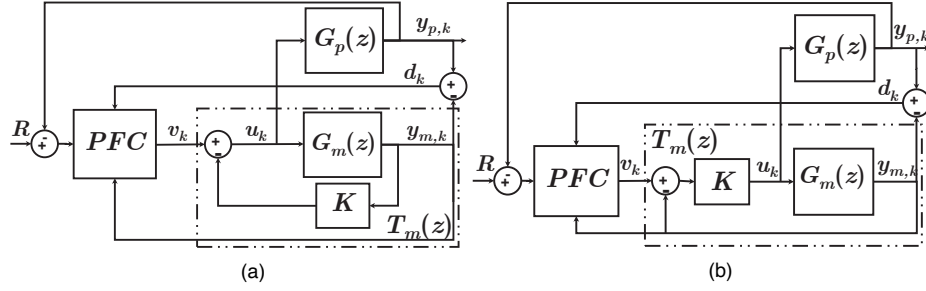 G_p(z)
y_{p,k}
d_k
+
-
R
+
-
PFC
v_k
+
-
u_k
G_m(z)
y_{m,k}
K
T_m(z)
(a)
G_p(z)
y_{p,k}
d_k
+
-
T_m(z)
R
+
-
PFC
v_k
+
-
K
u_k
G_m(z)
y_{m,k}
(b)